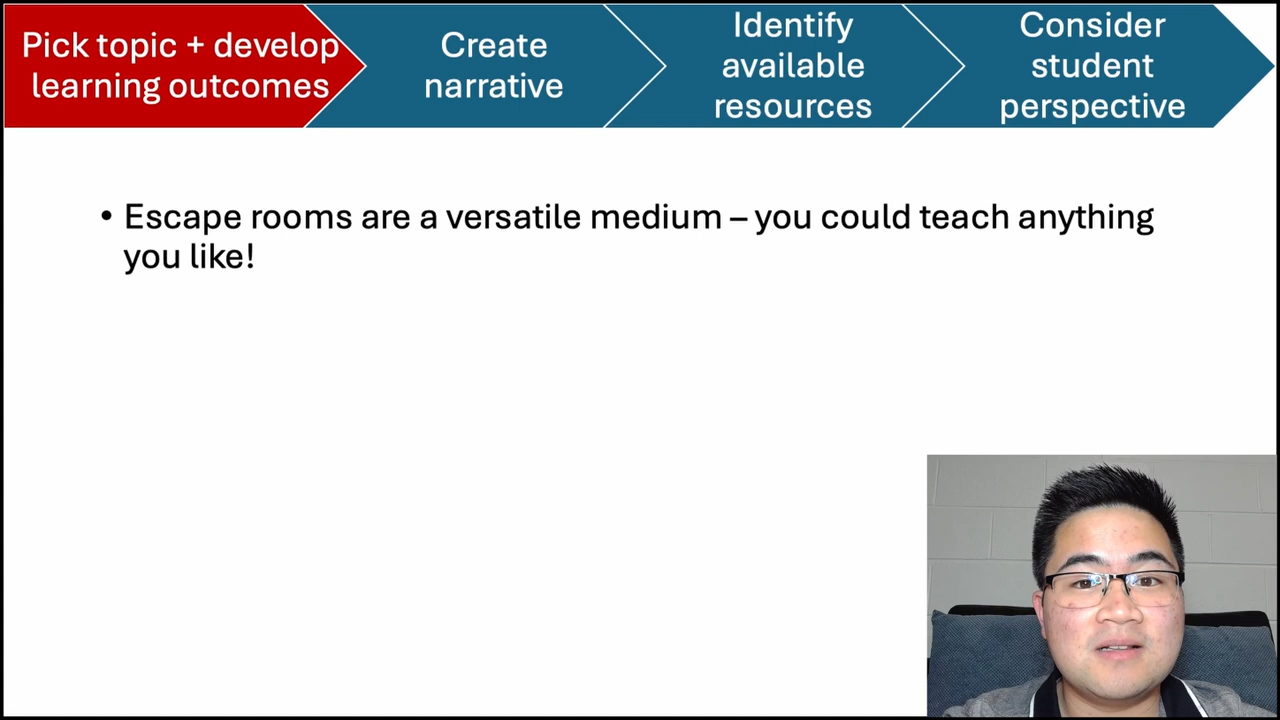 Pick topic + develop
learning outcomes
Create
narrative
Identify
available
resources
Consider
student
perspective
• Escape rooms are a versatile medium – you could teach anything
you like!